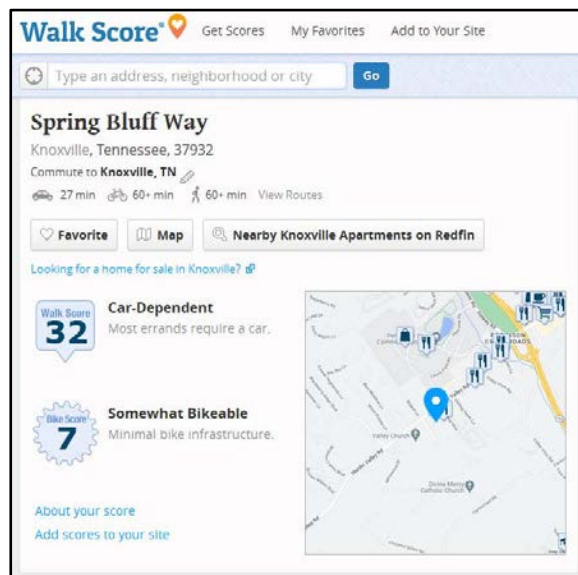 Walk Score® Get Scores My Favorites Add to Your Site
Type an address, neighborhood or city Go
Spring Bluff Way
Knoxville, Tennessee, 37932
Commute to Knoxville, TN
27 min 60+ min 60+ min View Routes
Favorite Map Nearby Knoxville Apartments on Redfin
Looking for a home for sale in Knoxville?
Walk Score
32
Car-Dependent
Most errands require a car.
Bike Score
7
Somewhat Bikeable
Minimal bike infrastructure.
About your score
Add scores to your site
Valley Church
Divine Mercy
Catholic Church